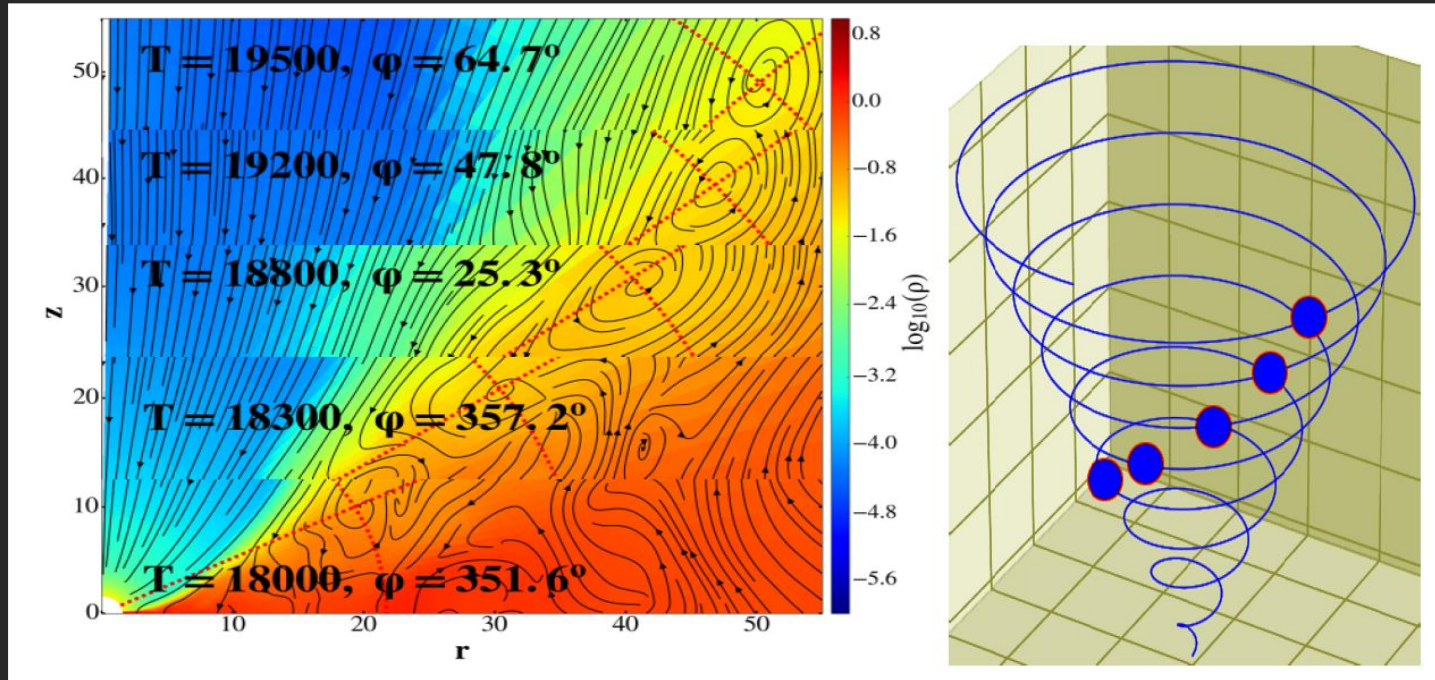 T = 19500, φ = 64.7º
T = 19200, φ = 47.8º
T = 18800, φ = 25.3º
T = 18300, φ = 357.2º
T = 18000, φ = 351.6º
50
40
30
20
10
0
z
10
20
30
40
50
r
0.8
0.0
−0.8
−1.6
−2.4
−3.2
−4.0
−4.8
−5.6
log10(ρ)